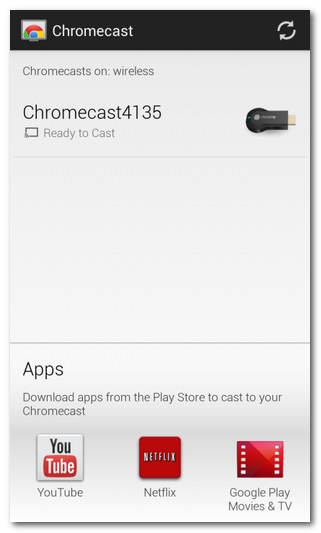 Chromecast
Chromecasts on: wireless
Chromecast4135
Ready to Cast
chrome
Apps
Download apps from the Play Store to cast to your
Chromecast
You
Tube
NETFLIX
YouTube
Netflix
Google Play
Movies & TV